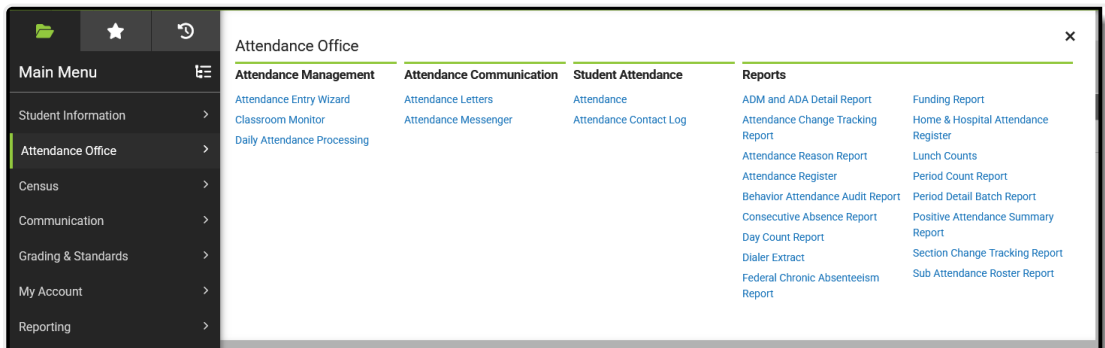 Main Menu
Student Information
Attendance Office
Census
Communication
Grading & Standards
My Account
Reporting
Attendance Office
Attendance Management
Attendance Entry Wizard
Classroom Monitor
Daily Attendance Processing
Attendance Communication
Attendance Letters
Attendance Messenger
Student Attendance
Attendance
Attendance Contact Log
Reports
ADM and ADA Detail Report
Attendance Change Tracking
Report
Attendance Reason Report
Attendance Register
Behavior Attendance Audit Report
Consecutive Absence Report
Day Count Report
Dialer Extract
Federal Chronic Absenteeism
Report
Funding Report
Home & Hospital Attendance
Register
Lunch Counts
Period Count Report
Period Detail Batch Report
Positive Attendance Summary
Report
Section Change Tracking Report
Sub Attendance Roster Report